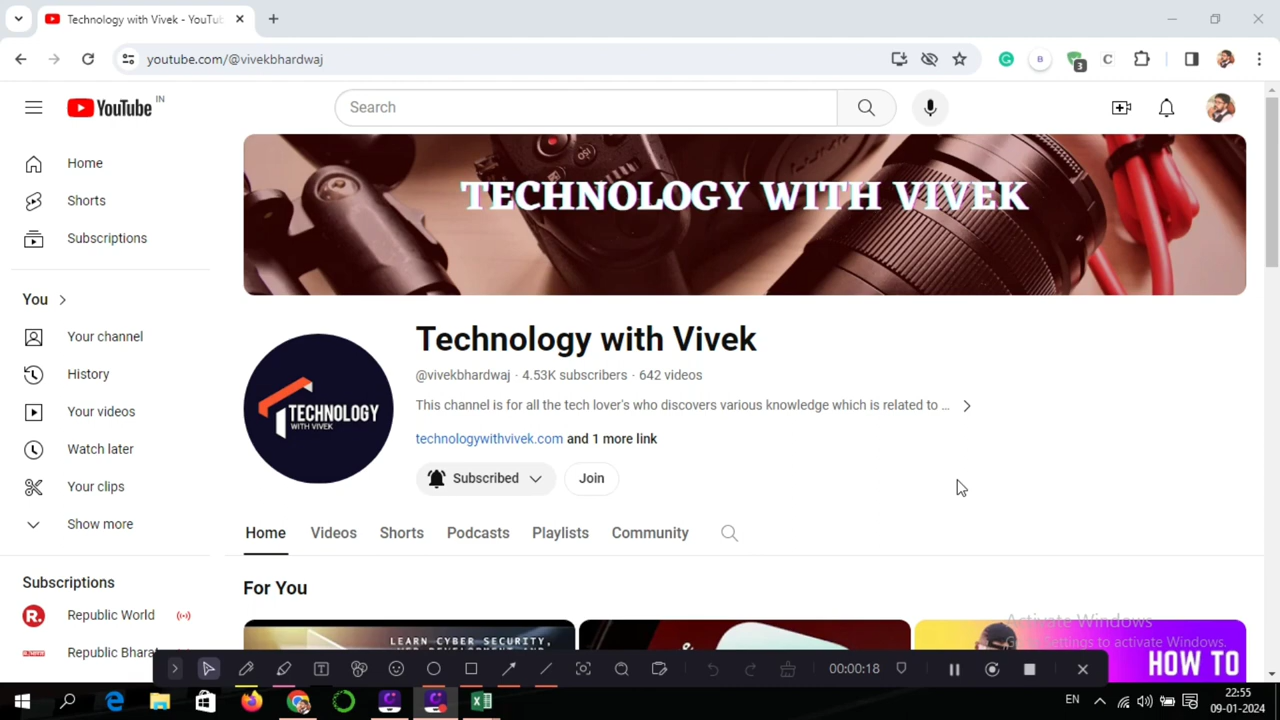 Technology with Vivek - YouTu
youtube.com/@vivekbhardwaj
B
3
C
YouTube IN
Search
Home
Shorts
Subscriptions
You
Your channel
History
Your videos
Watch later
Your clips
Show more
Subscriptions
Republic World
Republic Bharat
TECHNOLOGY WITH VIVEK
TECHNOLOGY
WITH VIVEK
Technology with Vivek
@vivekbhardwaj · 4.53K subscribers · 642 videos
This channel is for all the tech lover's who discovers various knowledge which is related to ...
technologywithvivek.com and 1 more link
Subscribed
Join
Home Videos Shorts Podcasts Playlists Community
For You
LEARN CYBER SECURITY,
HOW TO
Activate Windows
Go to Settings to activate Windows.
00:00:18
EN
22:55
09-01-2024